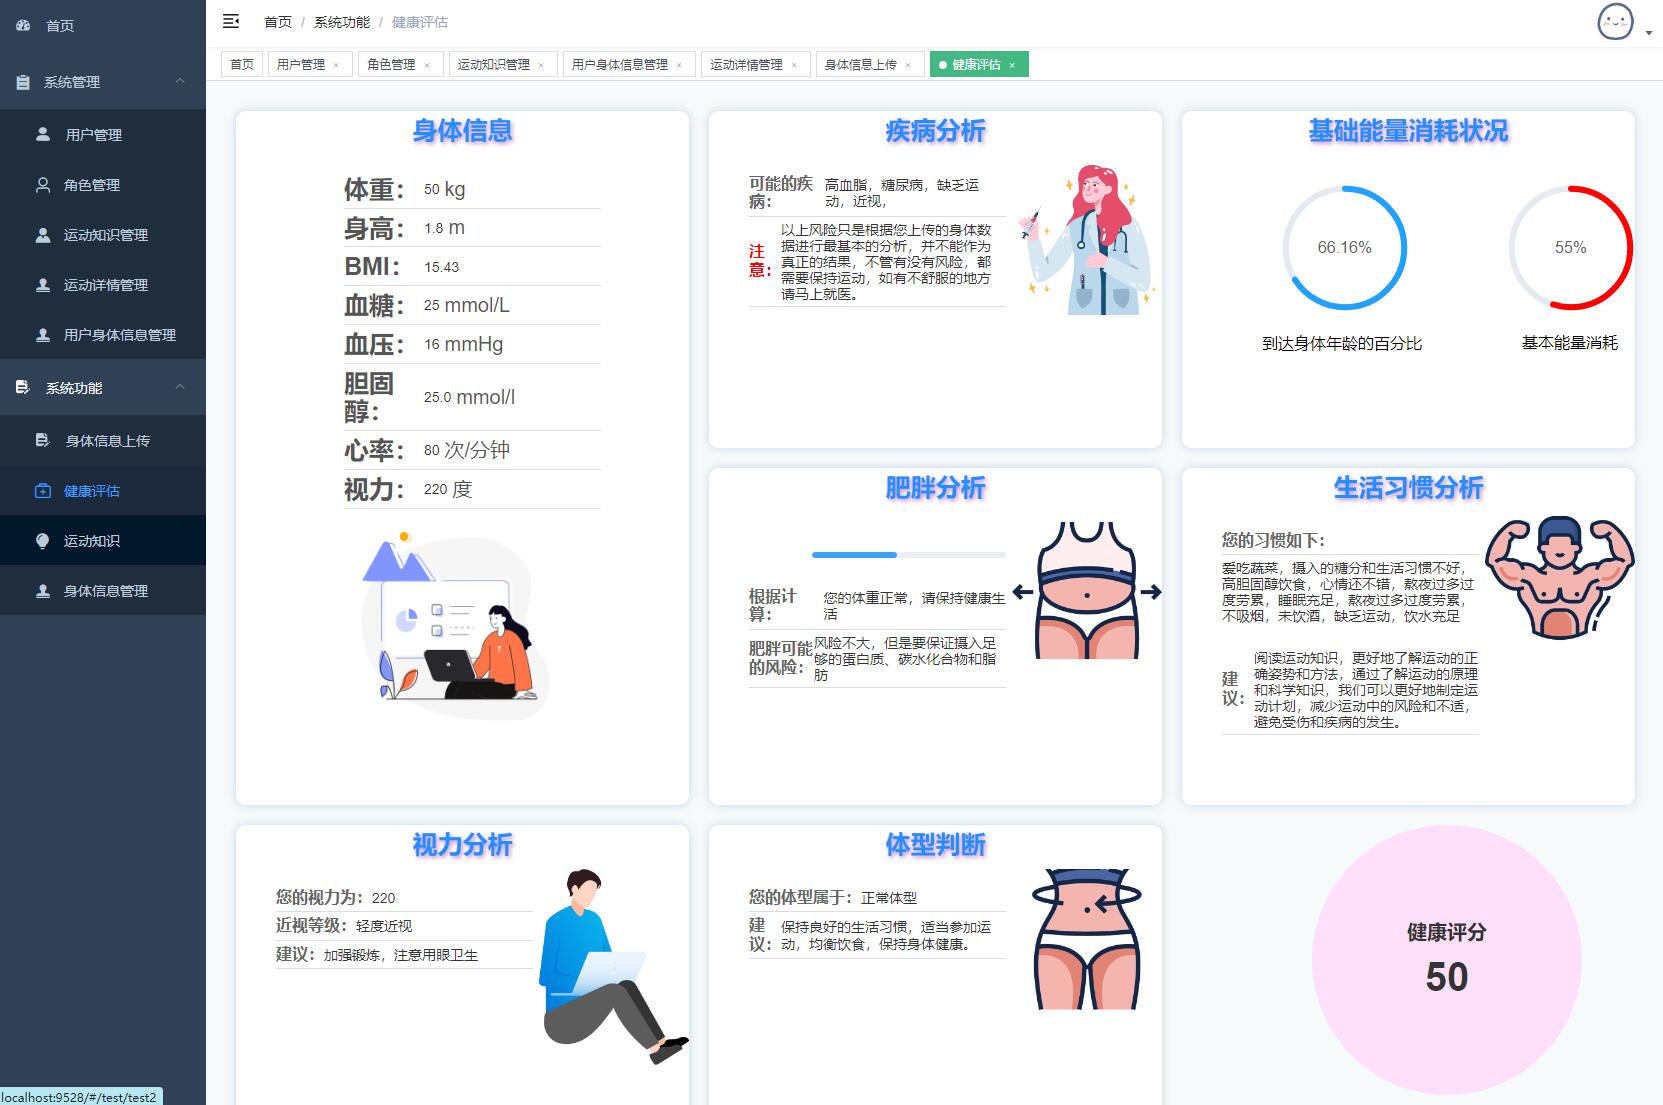 首页
系统管理
用户管理
角色管理
运动知识管理
运动详情管理
用户身体信息管理
系统功能
身体信息上传
健康评估
运动知识
身体信息管理
localhost:9528/#/test/test2
首页 / 系统功能 / 健康评估
首页 用户管理 × 角色管理 × 运动知识管理 × 用户身体信息管理 × 运动详情管理 × 身体信息上传 × 健康评估 ×
身体信息
体重： 50 kg
身高： 1.8 m
BMI： 15.43
血糖： 25 mmol/L
血压： 16 mmHg
胆固
醇： 25.0 mmol/l
心率： 80 次/分钟
视力： 220 度
疾病分析
可能的疾
病：
高血脂，糖尿病，缺乏运
动，近视，
注
意：
以上风险只是根据您上传的身体数
据进行最基本的分析，并不能作为
真正的结果，不管有没有风险，都
需要保持运动，如有不舒服的地方
请马上就医。
基础能量消耗状况
66.16%
到达身体年龄的百分比
55%
基本能量消耗
肥胖分析
根据计
算：
您的体重正常，请保持健康生
活
肥胖可能
的风险：
风险不大，但是要保证摄入足
够的蛋白质、碳水化合物和脂
肪
生活习惯分析
您的习惯如下：
爱吃蔬菜，摄入的糖分和生活习惯不好，
高胆固醇饮食，心情还不错，熬夜过多过
度劳累，睡眠充足，熬夜过多过度劳累，
不吸烟，未饮酒，缺乏运动，饮水充足
建
议：
阅读运动知识，更好地了解运动的正
确姿势和方法，通过了解运动的原理
和科学知识，我们可以更好地制定运
动计划，减少运动中的风险和不适，
避免受伤和疾病的发生。
视力分析
您的视力为：220
近视等级：轻度近视
建议：加强锻炼，注意用眼卫生
体型判断
您的体型属于：正常体型
建
议：
保持良好的生活习惯，适当参加运
动，均衡饮食，保持身体健康。
健康评分
50